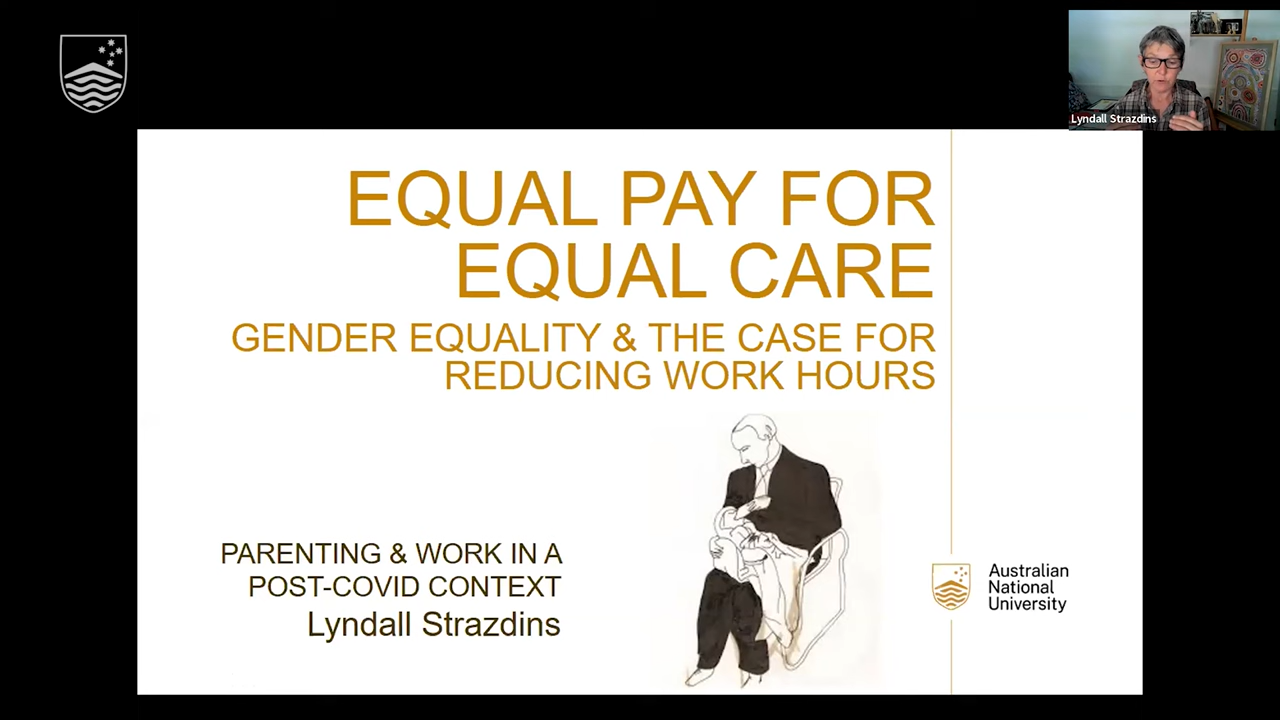 Lyndall Strazdins
EQUAL PAY FOR
EQUAL CARE
GENDER EQUALITY & THE CASE FOR
REDUCING WORK HOURS
PARENTING & WORK IN A
POST-COVID CONTEXT
Lyndall Strazdins
Australian
National
University